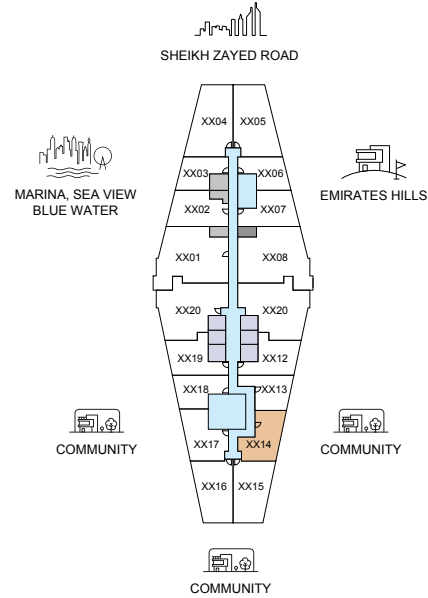 SHEIKH ZAYED ROAD
XX04 XX05
MARINA, SEA VIEW
BLUE WATER
EMIRATES HILLS
XX03 XX06
XX02 XX07
XX01 XX08
XX20 XX20
XX19 XX12
XX18 XX13
COMMUNITY
COMMUNITY
XX17 XX14
XX16 XX15
COMMUNITY